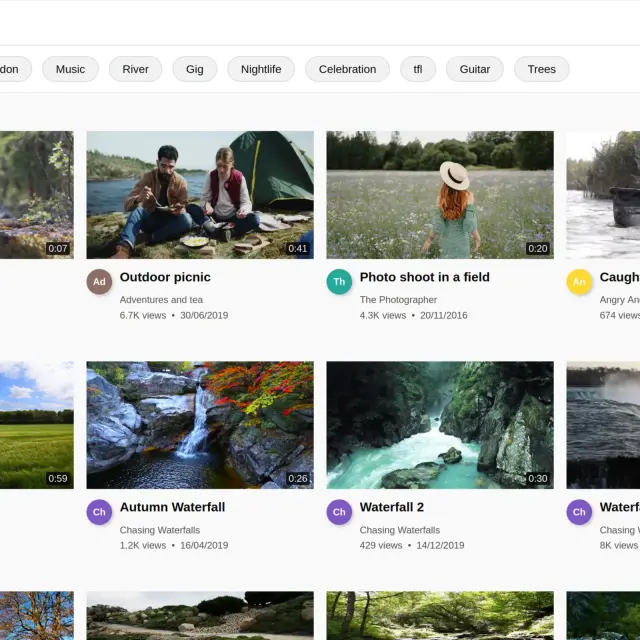 don Music River Gig Nightlife Celebration tfl Guitar Trees
0:07 0:41 0:20
Ad Outdoor picnic Th Photo shoot in a field An Caugh
Adventures and tea The Photographer Angry An
6.7K views • 30/06/2019 4.3K views • 20/11/2016 674 views
0:59 0:26 0:30
Ch Autumn Waterfall Ch Waterfall 2 Ch Waterf
Chasing Waterfalls Chasing Waterfalls Chasing
1.2K views • 16/04/2019 429 views • 14/12/2019 8K views